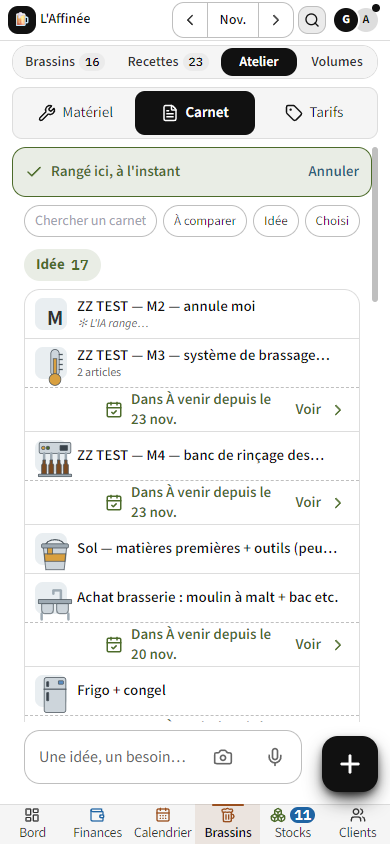 L'Affinée
Nov.
G
A
Brassins 16
Recettes 23
Atelier
Volumes
Matériel
Carnet
Tarifs
Rangé ici, à l'instant
Annuler
Chercher un carnet
À comparer
Idée
Choisi
Idée 17
M
ZZ TEST — M2 — annule moi
L'IA range…
ZZ TEST — M3 — système de brassage…
2 articles
Dans À venir depuis le
23 nov.
Voir
ZZ TEST — M4 — banc de rinçage des…
Dans À venir depuis le
23 nov.
Voir
Sol — matières premières + outils (peu…
Achat brasserie : moulin à malt + bac etc.
Dans À venir depuis le
20 nov.
Voir
Frigo + congel
Une idée, un besoin…
Bord
Finances
Calendrier
Brassins
11
Stocks
Clients